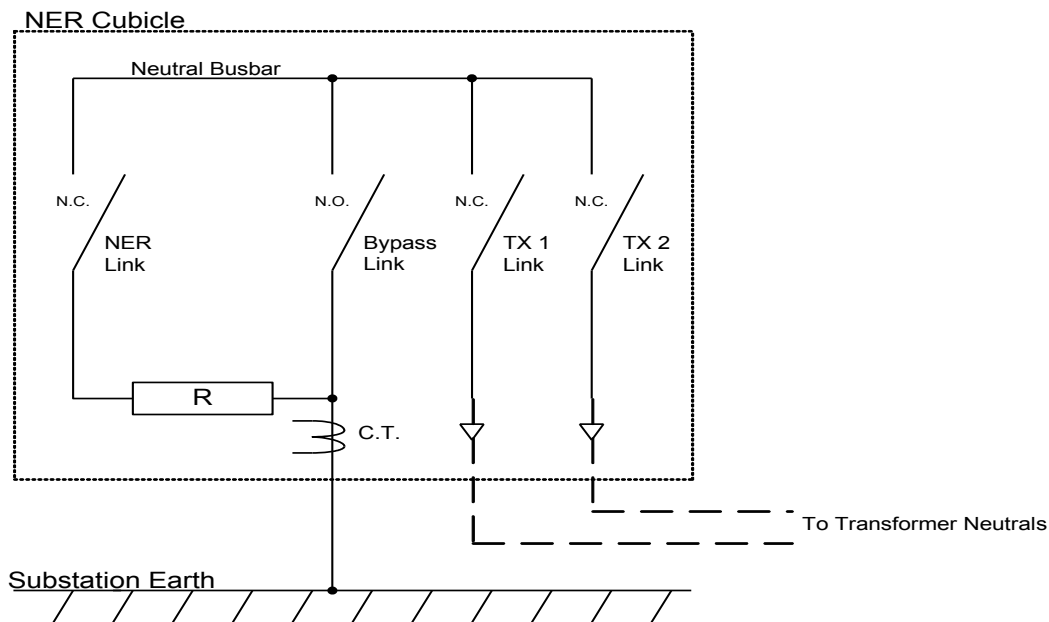 NER Cubicle
Neutral Busbar
N.C.
N.O.
N.C.
N.C.
NER
Link
Bypass
Link
TX 1
Link
TX 2
Link
R
C.T.
To Transformer Neutrals
Substation Earth